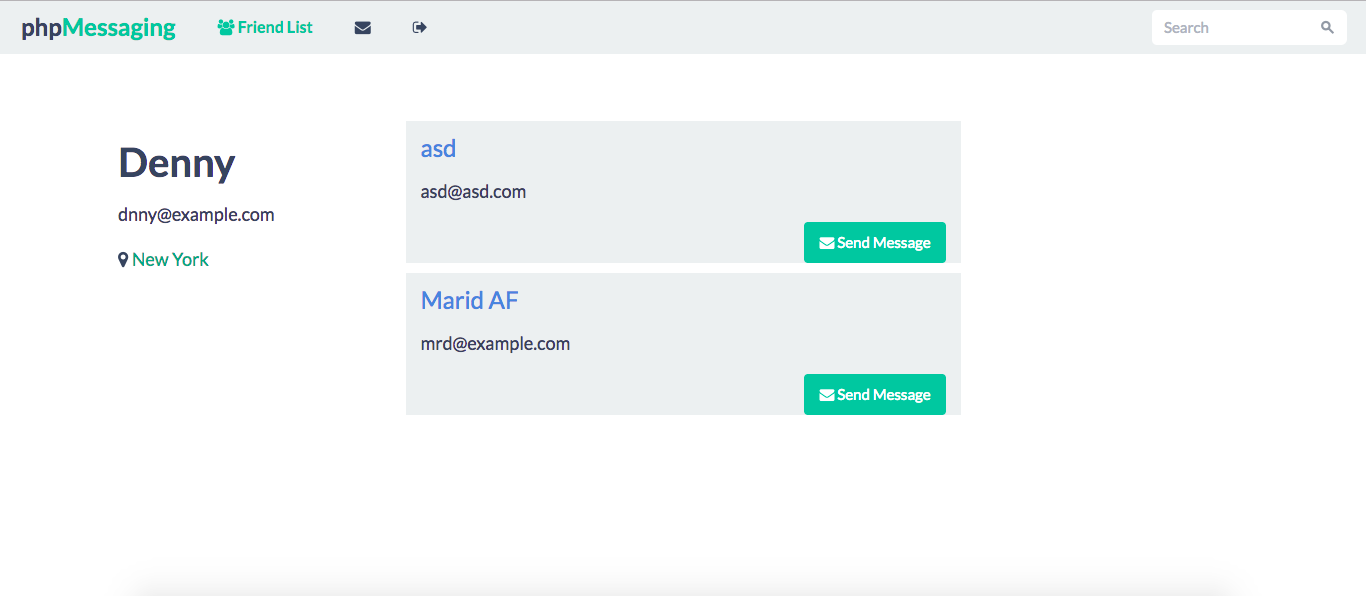 phpMessaging
Friend List
Search
Denny
dnny@example.com
New York
asd
asd@asd.com
Send Message
Marid AF
mrd@example.com
Send Message